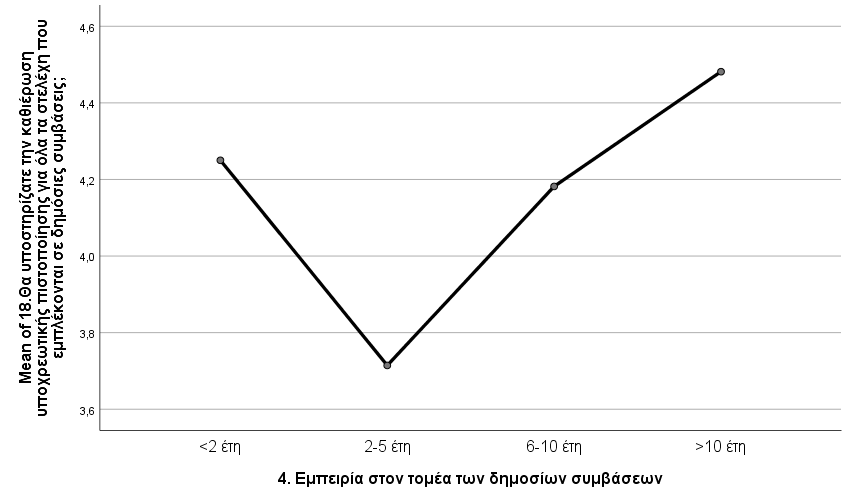 Mean of 18.Θα υποστηρίζατε την καθιέρωση
υποχρεωτικής πιστοποίησης για όλα τα στελέχη που
εμπλέκονται σε δημόσιες συμβάσεις;
4,6
4,4
4,2
4,0
3,8
3,6
<2 έτη
2-5 έτη
6-10 έτη
>10 έτη
4. Εμπειρία στον τομέα των δημοσίων συμβάσεων